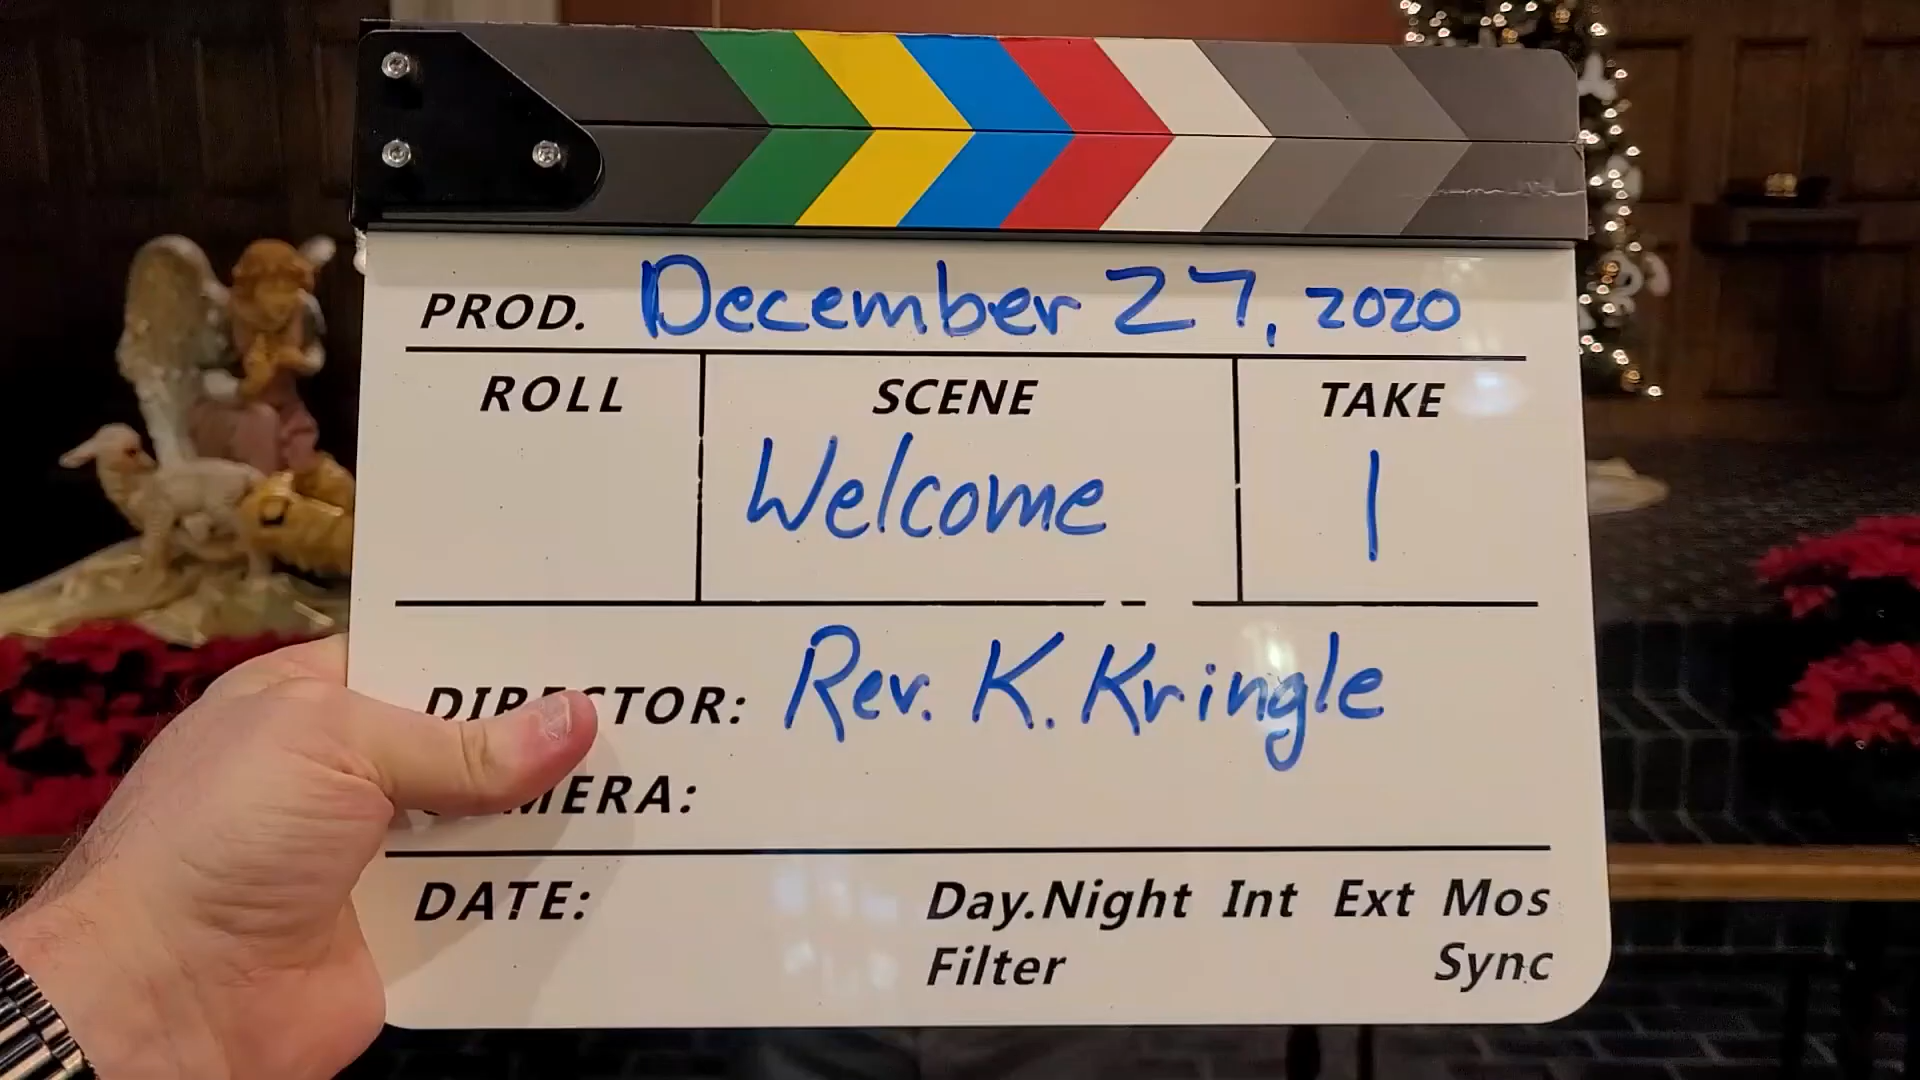 PROD. December 27, 2020
ROLL SCENE TAKE
Welcome 1
DIRECTOR: Rev. K. Kringle
CAMERA:
DATE: Day.Night Int Ext Mos
Filter Sync